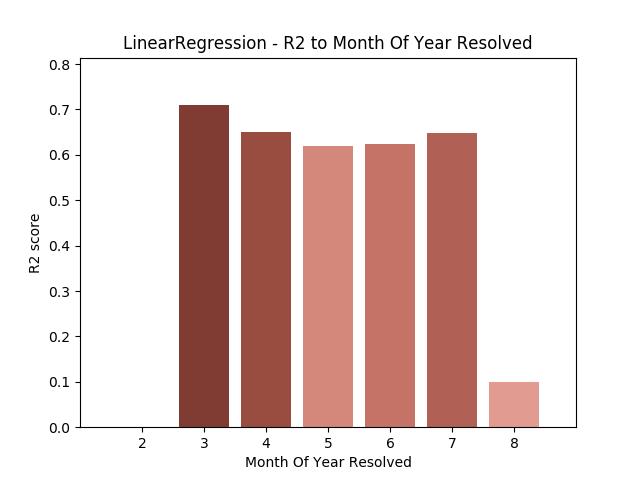 LinearRegression - R2 to Month Of Year Resolved
0.8
0.7
0.6
0.5
0.4
0.3
0.2
0.1
0.0
R2 score
2 3 4 5 6 7 8
Month Of Year Resolved